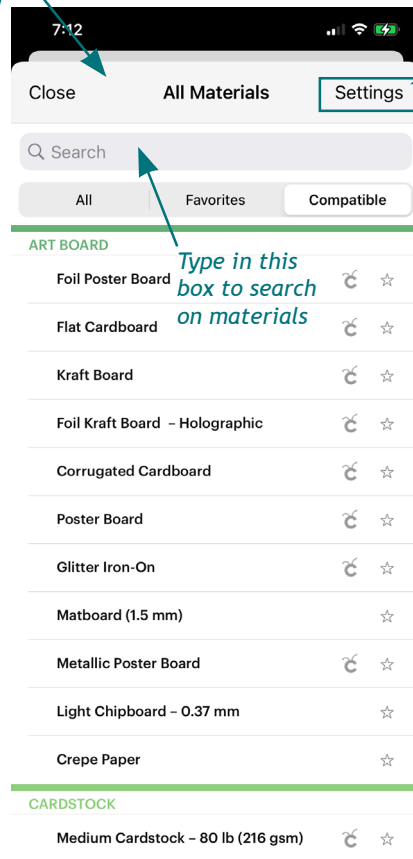 7:12
Close All Materials Settings
Search
All Favorites Compatible
ART BOARD
Foil Poster Board
Type in this
box to search
on materials
Flat Cardboard
Kraft Board
Foil Kraft Board – Holographic
Corrugated Cardboard
Poster Board
Glitter Iron-On
Matboard (1.5 mm)
Metallic Poster Board
Light Chipboard – 0.37 mm
Crepe Paper
CARDSTOCK
Medium Cardstock – 80 lb (216 gsm)